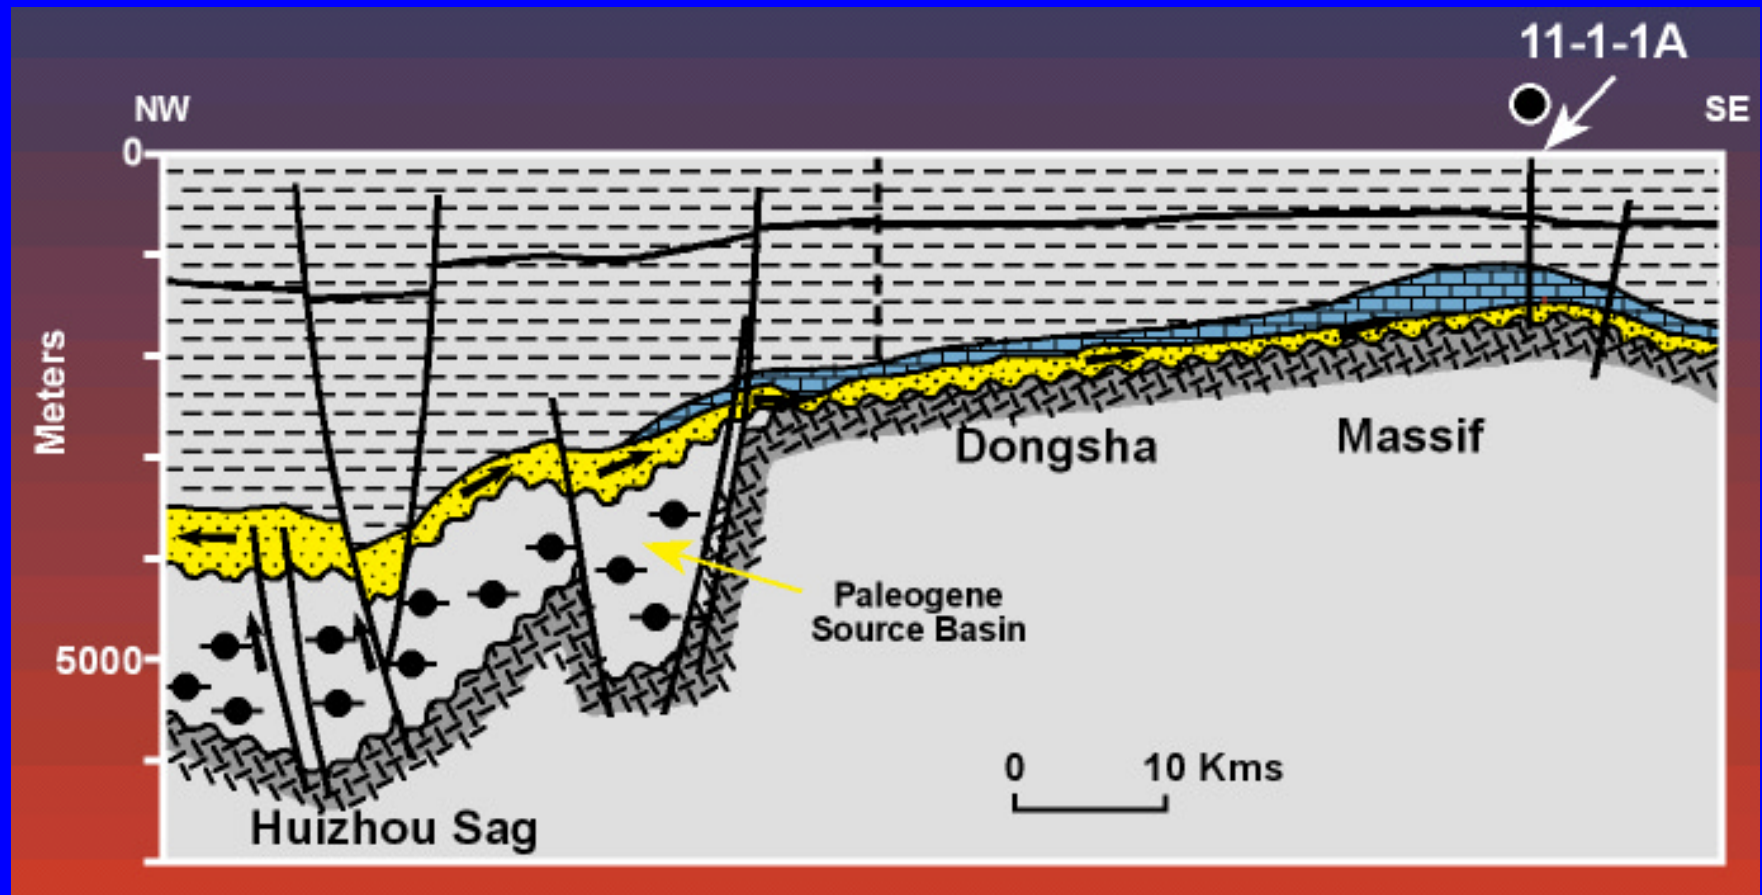 11-1-1A
NW
SE
0
Meters
5000
Dongsha
Massif
Paleogene
Source Basin
0
10 Kms
Huizhou Sag